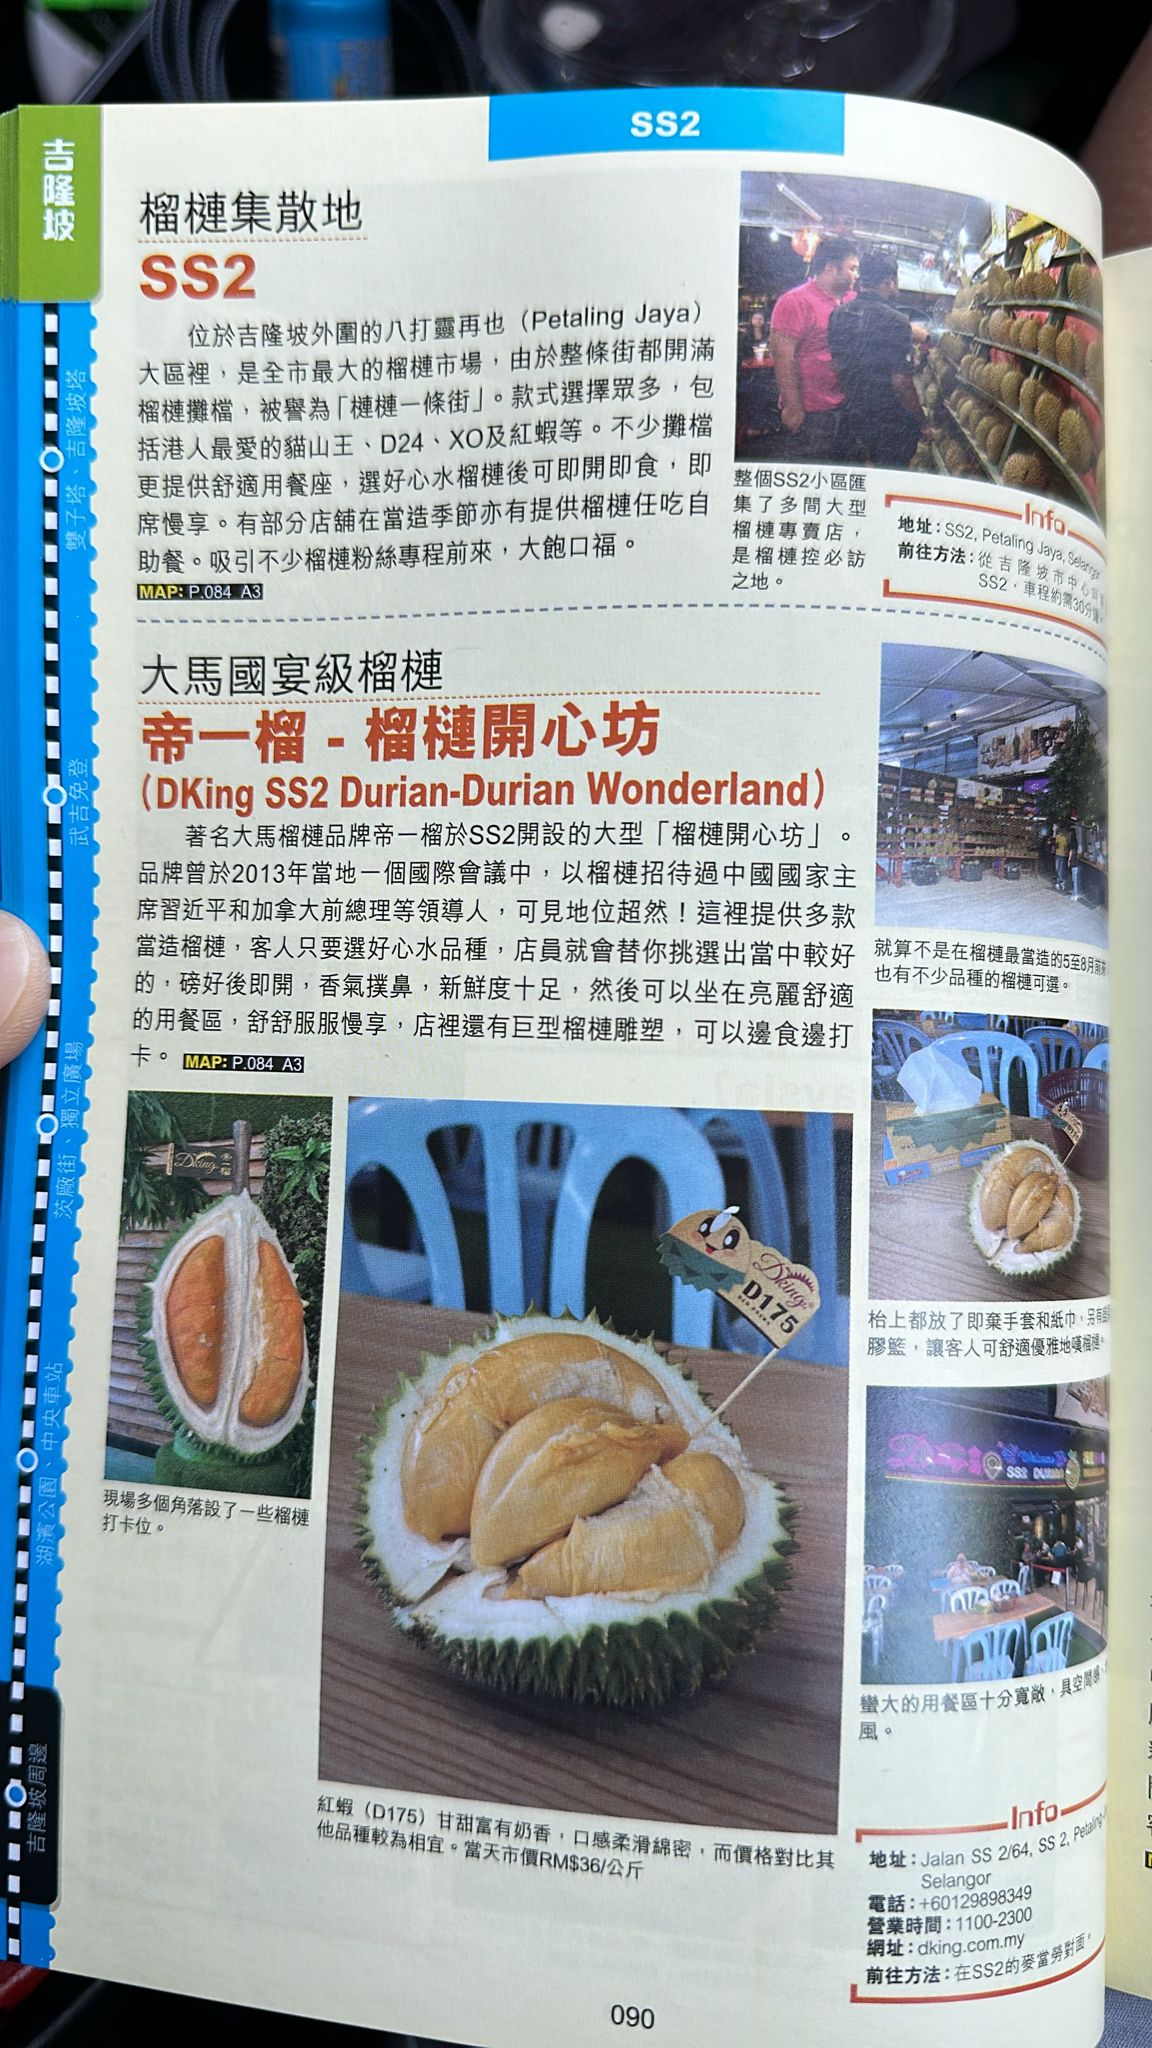 SS2
吉隆坡
榴槤集散地
SS2
位於吉隆坡外圍的八打靈再也（Petaling Jaya）
大區裡，是全市最大的榴槤市場，由於整條街都開滿
榴槤攤檔，被譽為「槤槤一條街」。款式選擇眾多，包
括港人最愛的貓山王、D24、XO及紅蝦等。不少攤檔
更提供舒適用餐座，選好心水榴槤後可即開即食，即
席慢享。有部分店舖在當造季節亦有提供榴槤任吃自
助餐。吸引不少榴槤粉絲專程前來，大飽口福。
MAP: P.084 A3
整個SS2小區匯
集了多間大型
榴槤專賣店，
是榴槤控必訪
之地。
Info
地址：SS2, Petaling Jaya, Selangor
前往方法：從吉隆坡市中心
SS2，車程約需30分鐘
大馬國宴級榴槤
帝一榴 - 榴槤開心坊
（DKing SS2 Durian-Durian Wonderland）
著名大馬榴槤品牌帝一榴於SS2開設的大型「榴槤開心坊」。
品牌曾於2013年當地一個國際會議中，以榴槤招待過中國國家主
席習近平和加拿大前總理等領導人，可見地位超然！這裡提供多款
當造榴槤，客人只要選好心水品種，店員就會替你挑選出當中較好
的，磅好後即開，香氣撲鼻，新鮮度十足，然後可以坐在亮麗舒適
的用餐區，舒舒服服慢享，店裡還有巨型榴槤雕塑，可以邊食邊打
卡。 MAP: P.084 A3
就算不是在榴槤最當造的5至8月前來
也有不少品種的榴槤可選。
枱上都放了即棄手套和紙巾，另有
膠籃，讓客人可舒適優雅地嘆榴槤。
Dking
D175
SS2 DURIAN
現場多個角落設了一些榴槤
打卡位。
蠻大的用餐區十分寬敞，具空間感，
風。
紅蝦（D175）甘甜富有奶香，口感柔滑綿密，而價格對比其
他品種較為相宜。當天市價RM$36/公斤
Info
地址：Jalan SS 2/64, SS 2, Petaling
Selangor
電話：+60129898349
營業時間：1100-2300
網址：dking.com.my
前往方法：在SS2的麥當勞對面。
雙子塔、吉隆坡塔
武吉免登
茨廠街、獨立廣場
湖濱公園、中央車站
吉隆坡周邊
090